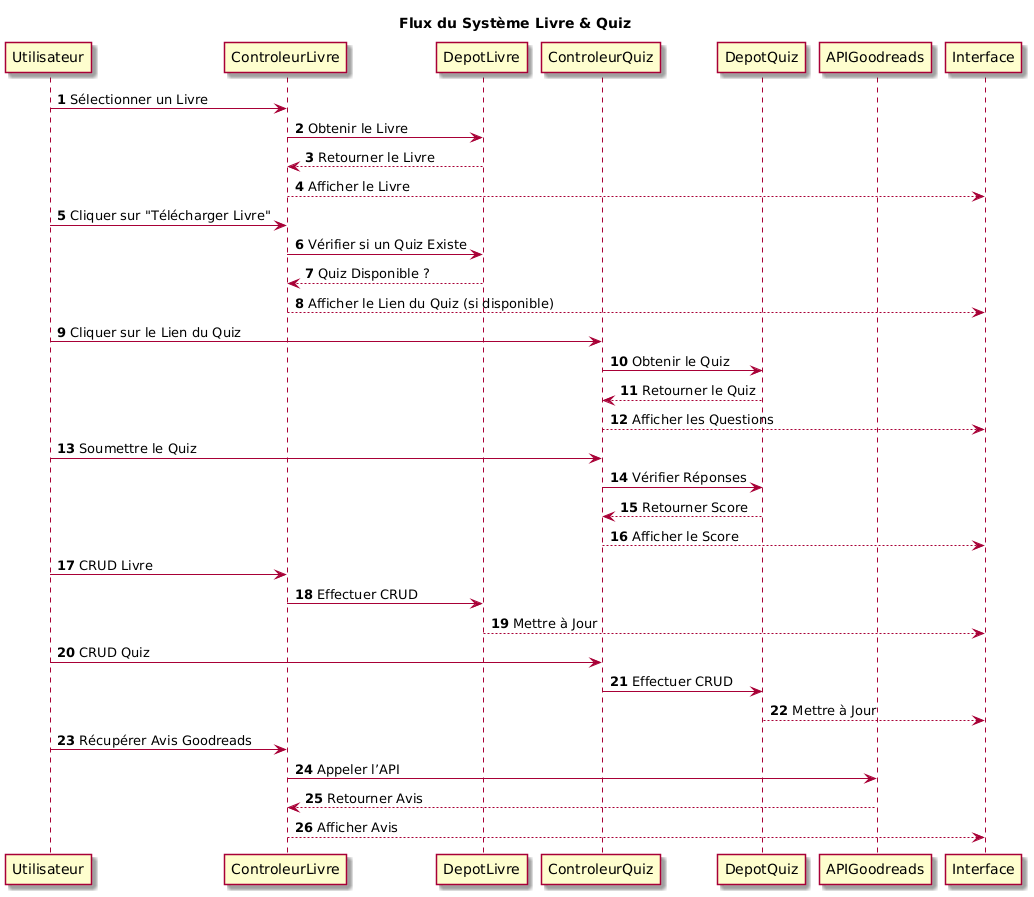 Flux du Système Livre & Quiz
Utilisateur ControleurLivre DepotLivre ControleurQuiz DepotQuiz APIGoodreads Interface
1 Sélectionner un Livre
2 Obtenir le Livre
3 Retourner le Livre
4 Afficher le Livre
5 Cliquer sur "Télécharger Livre"
6 Vérifier si un Quiz Existe
7 Quiz Disponible ?
8 Afficher le Lien du Quiz (si disponible)
9 Cliquer sur le Lien du Quiz
10 Obtenir le Quiz
11 Retourner le Quiz
12 Afficher les Questions
13 Soumettre le Quiz
14 Vérifier Réponses
15 Retourner Score
16 Afficher le Score
17 CRUD Livre
18 Effectuer CRUD
19 Mettre à Jour
20 CRUD Quiz
21 Effectuer CRUD
22 Mettre à Jour
23 Récupérer Avis Goodreads
24 Appeler l’API
25 Retourner Avis
26 Afficher Avis
Utilisateur ControleurLivre DepotLivre ControleurQuiz DepotQuiz APIGoodreads Interface